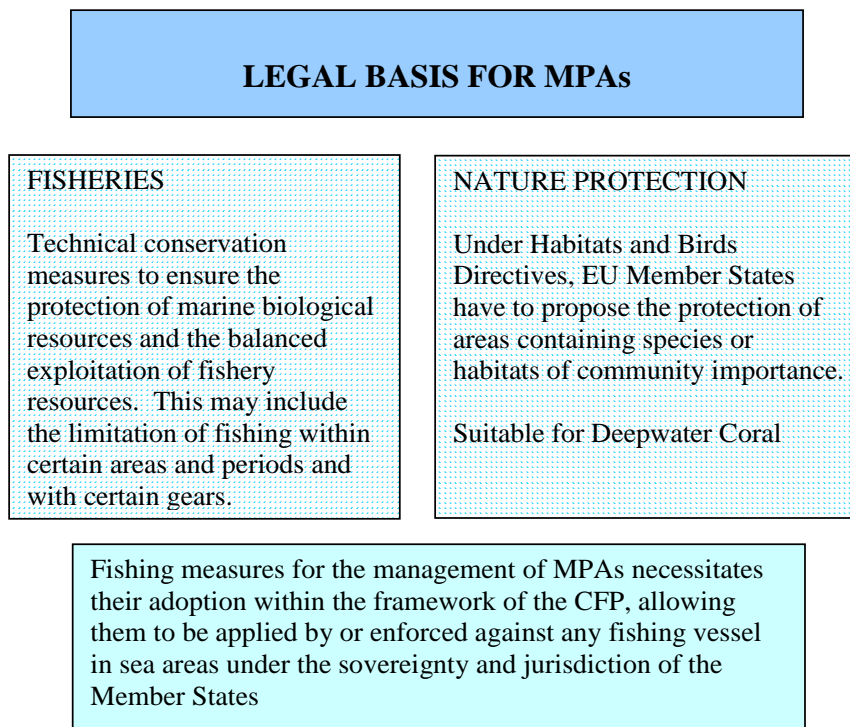 LEGAL BASIS FOR MPAs
FISHERIES
Technical conservation
measures to ensure the
protection of marine biological
resources and the balanced
exploitation of fishery
resources.  This may include
the limitation of fishing within
certain areas and periods and
with certain gears.
NATURE PROTECTION
Under Habitats and Birds
Directives, EU Member States
have to propose the protection of
areas containing species or
habitats of community importance.
Suitable for Deepwater Coral
Fishing measures for the management of MPAs necessitates
their adoption within the framework of the CFP, allowing
them to be applied by or enforced against any fishing vessel
in sea areas under the sovereignty and jurisdiction of the
Member States